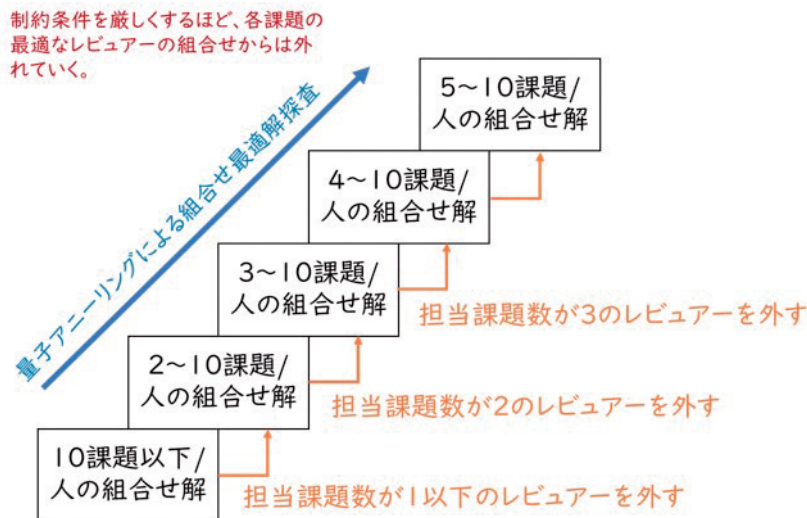 制約条件を厳しくするほど、各課題の
最適なレビュアーの組合せからは外
れていく。
量子アニーリングによる組合せ最適解探査
5〜10課題/
人の組合せ解
4〜10課題/
人の組合せ解
3〜10課題/
人の組合せ解
担当課題数が3のレビュアーを外す
2〜10課題/
人の組合せ解
担当課題数が2のレビュアーを外す
10課題以下/
人の組合せ解
担当課題数が1以下のレビュアーを外す